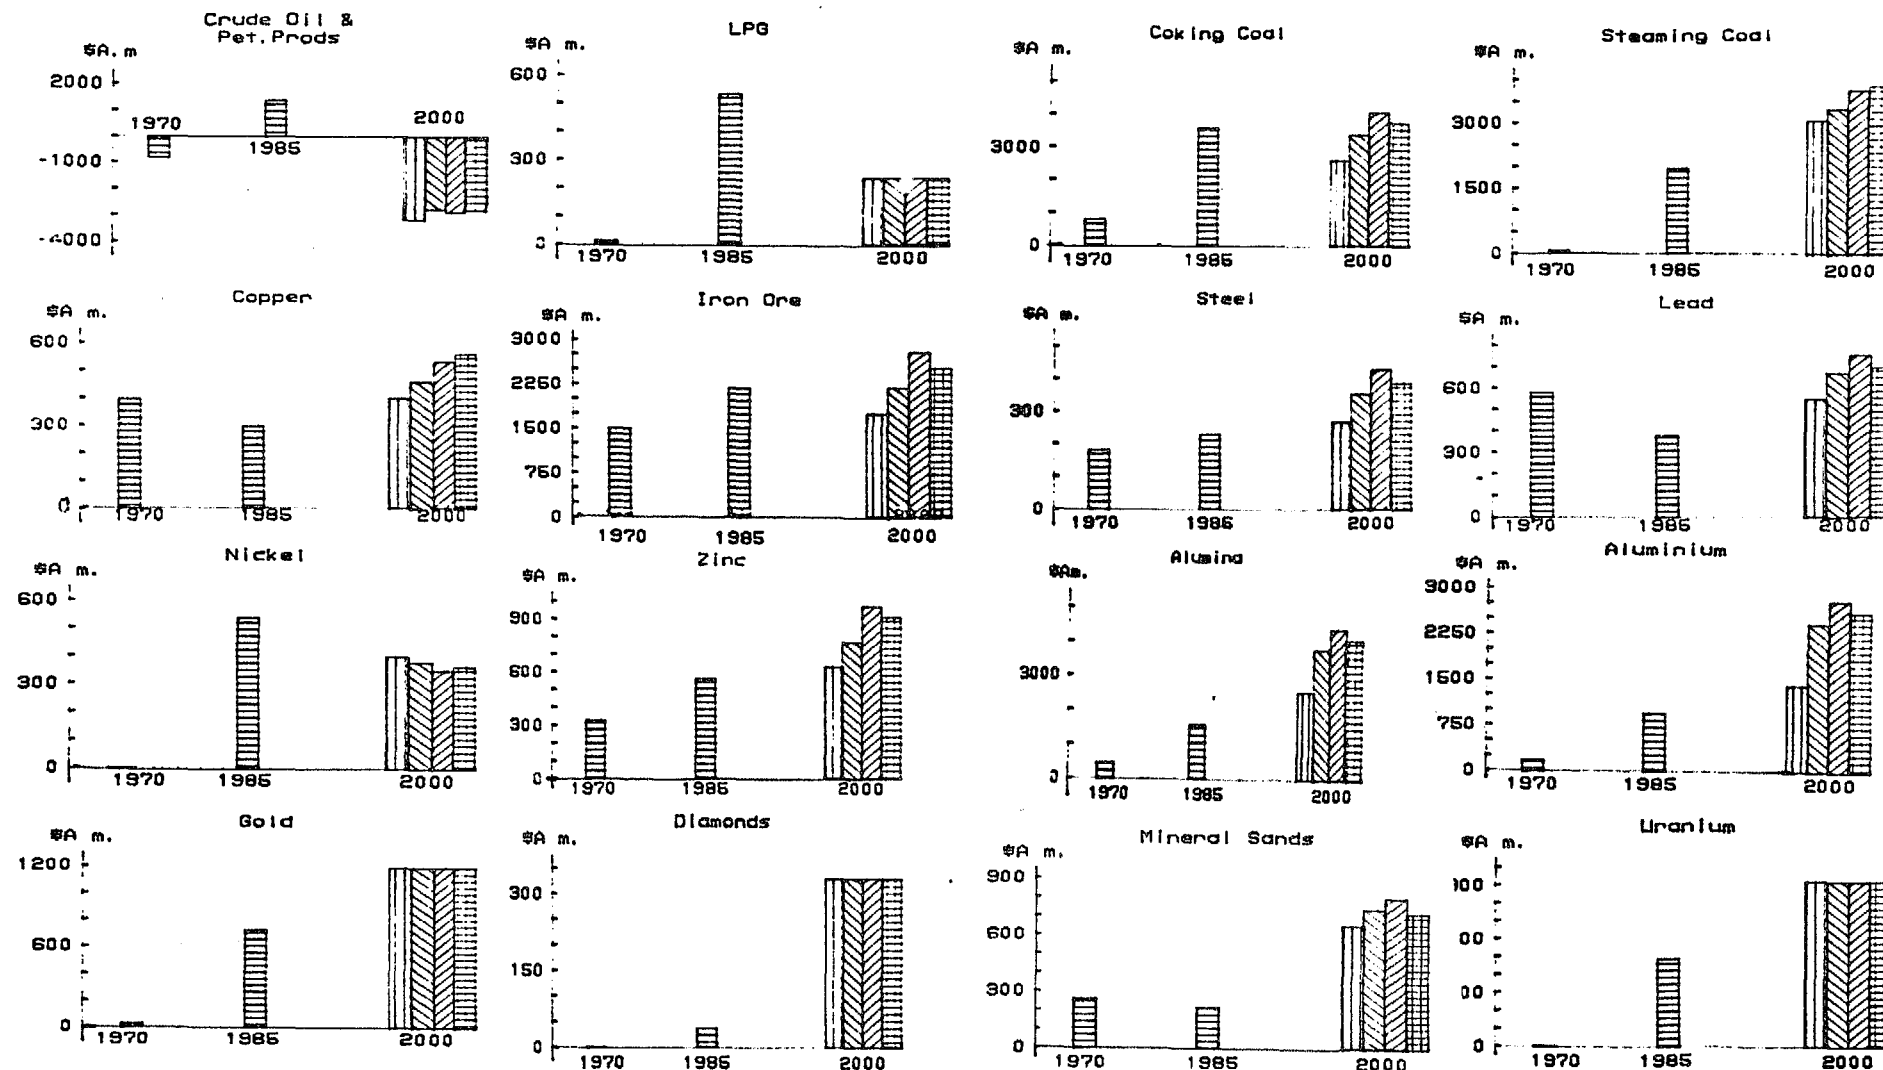 Crude Oil &
Pet.Prods
$A.m
2000
1970
1985
2000
-1000
-4000
LPG
$A m.
600
300
0
1970 1985 2000
Coking Coal
$A m.
3000
0
1970 1985 2000
Steaming Coal
$A m.
3000
1500
0
1970 1985 2000
Copper
$A m.
600
300
0
1970 1985 2000
Iron Ore
$A m.
3000
2250
1500
750
0
1970 1985 2000
Steel
$A m.
300
0
1970 1985 2000
Lead
$A m.
600
300
0
1970 1985 2000
Nickel
$A m.
600
300
0
1970 1985 2000
Zinc
$A m.
900
600
300
0
1970 1985 2000
Alumina
$Am.
3000
0
1970 1985 2000
Aluminium
$A m.
3000
2250
1500
750
0
1970 1985 2000
Gold
$A m.
1200
600
0
1970 1985 2000
Diamonds
$A m.
300
150
0
1970 1985 2000
Mineral Sands
$A m.
900
600
300
0
1970 1985 2000
Uranium
$A m.
00
00
00
0
1970 1985 2000